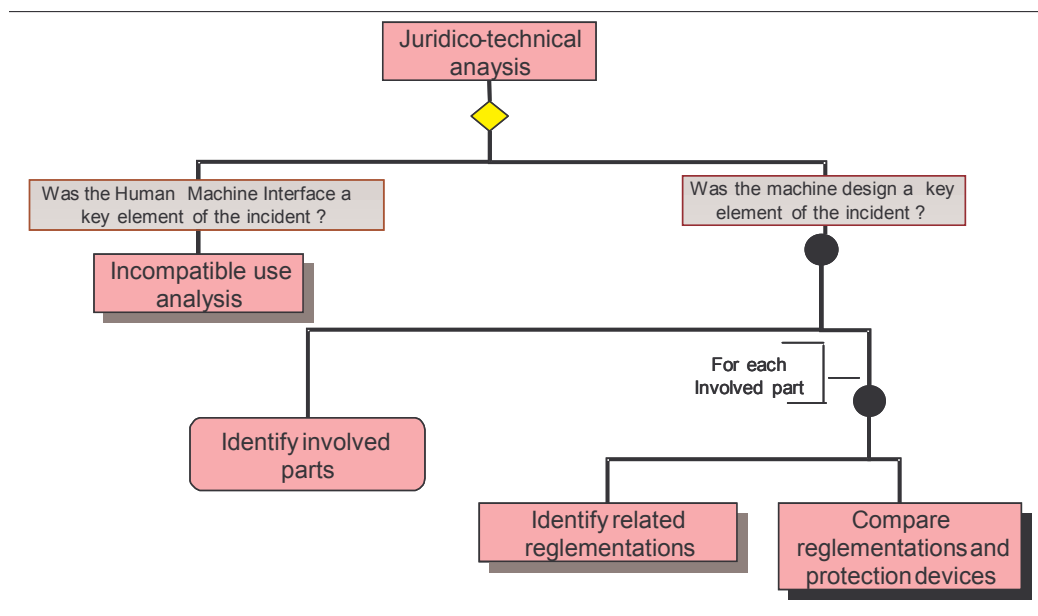 Juridico-technical
anaysis
Was the Human Machine Interface a
key element of the incident ?
Was the machine design a key
element of the incident ?
Incompatible use
analysis
For each
Involved part
Identify involved
parts
Identify related
reglementations
Compare
reglementations and
protection devices